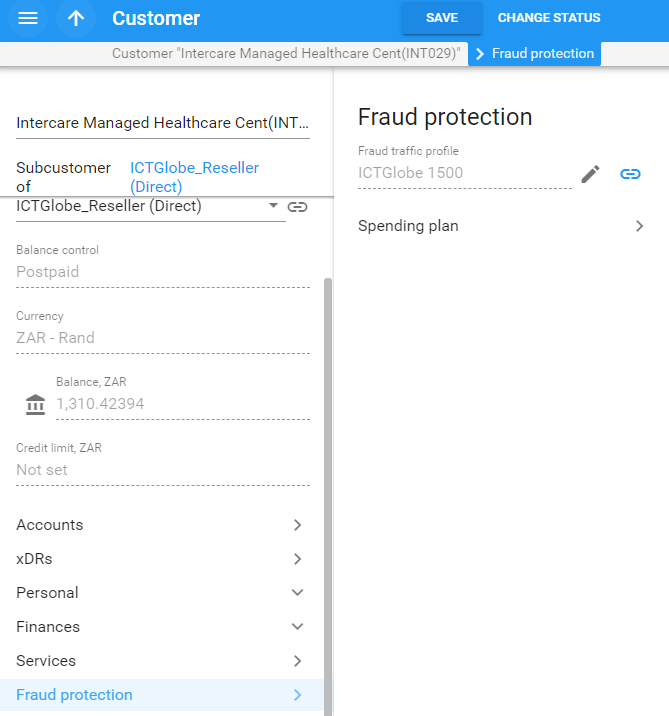 Customer
SAVE
CHANGE STATUS
Customer "Intercare Managed Healthcare Cent(INT029)"
Fraud protection
Intercare Managed Healthcare Cent(INT...
Subcustomer of
ICTGlobe_Reseller (Direct)
ICTGlobe_Reseller (Direct)
Balance control
Postpaid
Currency
ZAR - Rand
Balance, ZAR
1,310.42394
Credit limit, ZAR
Not set
Accounts
xDRs
Personal
Finances
Services
Fraud protection
Fraud protection
Fraud traffic profile
ICTGlobe 1500
Spending plan